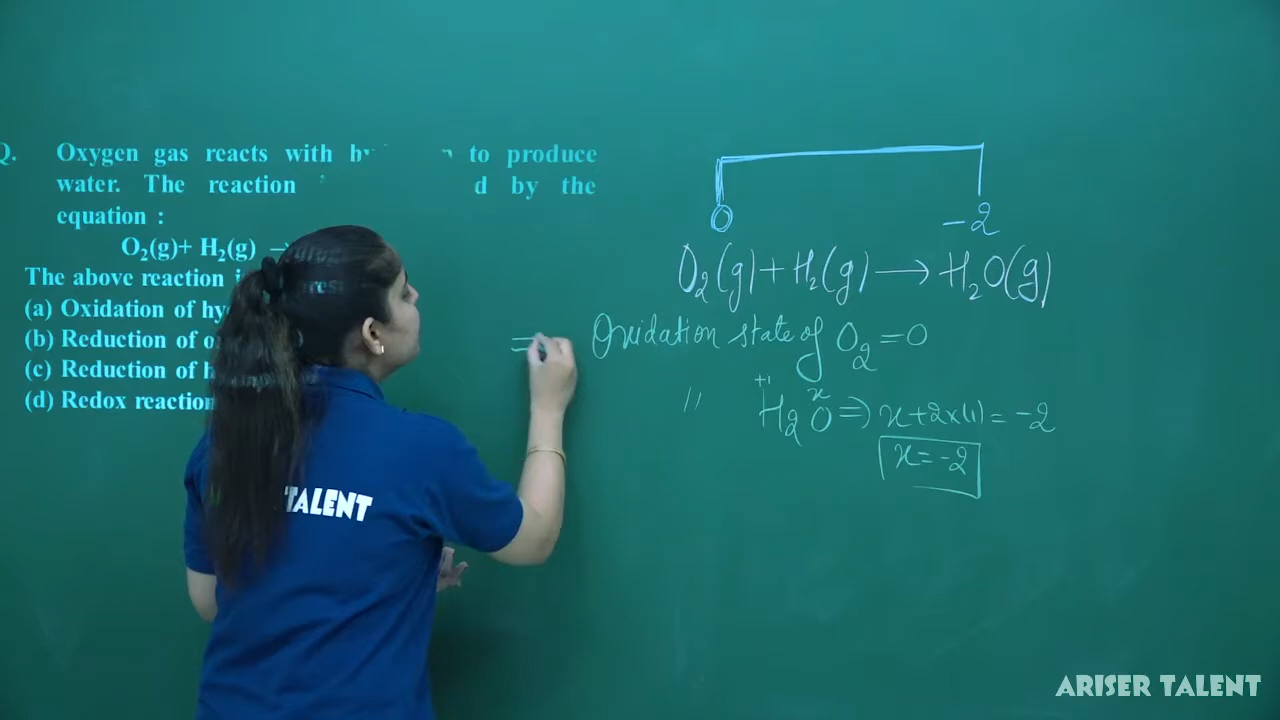 Q. Oxygen gas reacts with to produce
water. The reaction d by the
equation :
O₂(g)+ H₂(g)
The above reaction
(a) Oxidation of hy
(b) Reduction of
(c) Reduction of
(d) Redox reaction
0 -2
O₂(g) + H₂(g) → H₂O(g)
= Oxidation state of O₂ = 0
" +1 x
H₂O ⇒ x+2×(1) = -2
x = -2
TALENT
ARISER TALENT